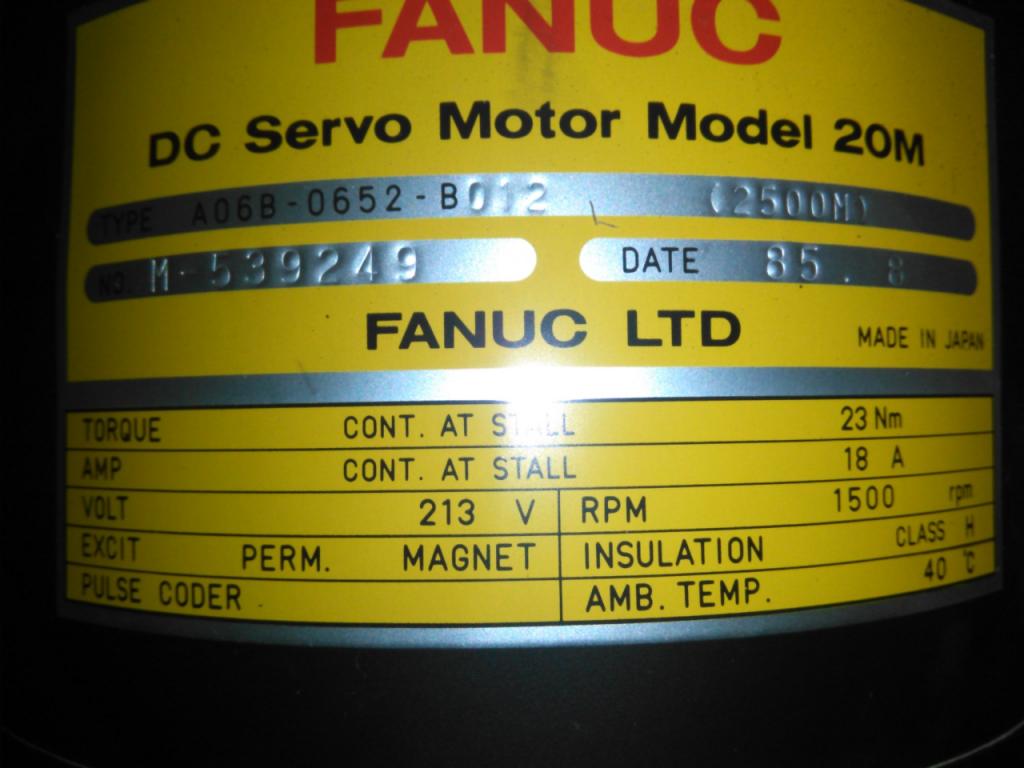 FANUC
DC Servo Motor Model 20M
TYPE A06B-0652-B012 (2500M)
NO. M-539249 DATE 85.8
FANUC LTD MADE IN JAPAN
TORQUE CONT. AT STALL 23 Nm
AMP CONT. AT STALL 18 A
VOLT 213 V RPM 1500 rpm
EXCIT PERM. MAGNET INSULATION CLASS H
PULSE CODER AMB. TEMP. 40 °C